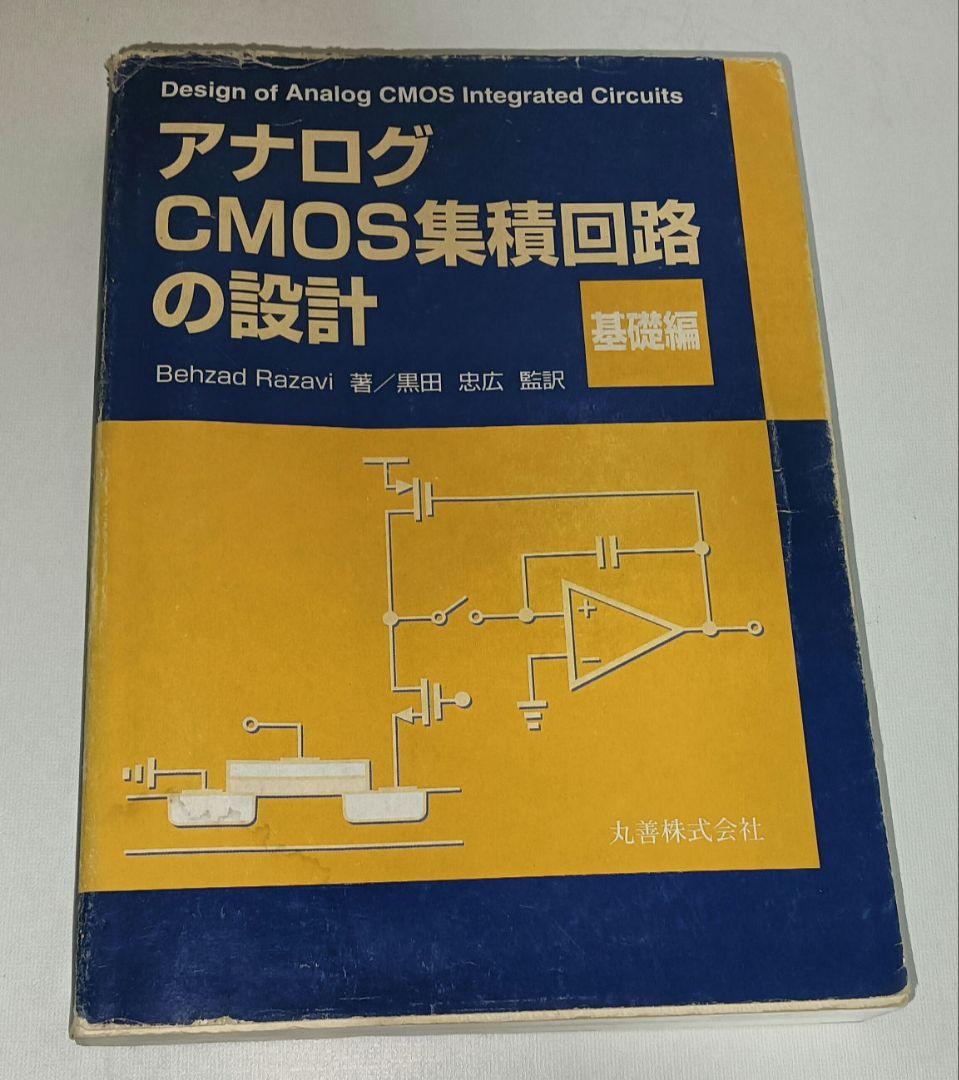 Design of Analog CMOS Integrated Circuits
アナログ
CMOS集積回路
の設計
基礎編
Behzad Razavi 著/黒田 忠広 監訳
+
−
丸善株式会社